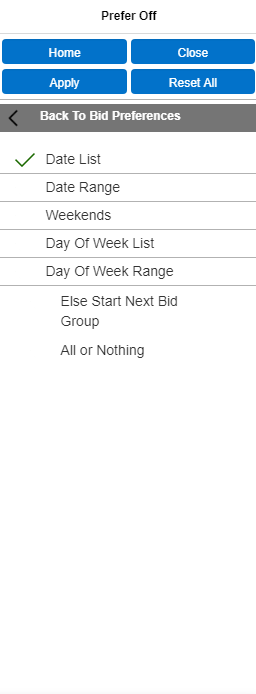 Prefer Off
Home
Close
Apply
Reset All
Back To Bid Preferences
Date List
Date Range
Weekends
Day Of Week List
Day Of Week Range
Else Start Next Bid
Group
All or Nothing